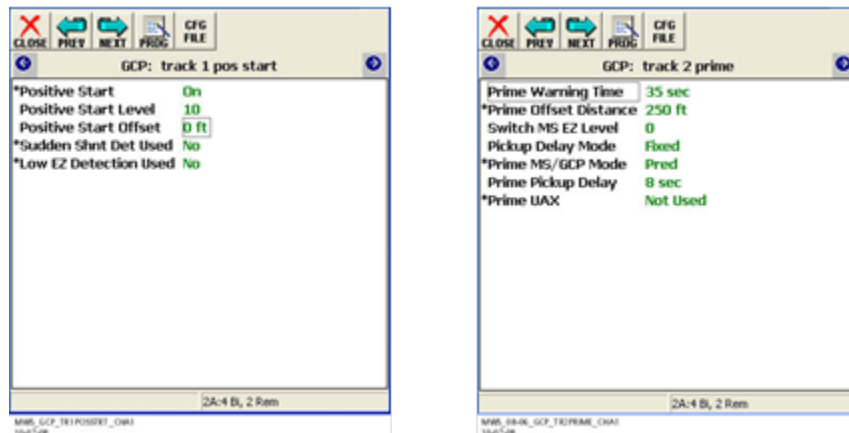 CLOSE PREV NEXT PROG CFG FILE
GCP: track 1 pos start
*Positive Start On
Positive Start Level 10
Positive Start Offset 0 ft
*Sudden Shnt Det Used No
*Low EZ Detection Used No
2A:4 Bi, 2 Rem
MWS_GCP_TR1POSSTRT_CHA1
CLOSE PREV NEXT PROG CFG FILE
GCP: track 2 prime
Prime Warning Time 35 sec
*Prime Offset Distance 250 ft
Switch MS EZ Level 0
Pickup Delay Mode Fixed
*Prime MS/GCP Mode Pred
Prime Pickup Delay 8 sec
*Prime UAX Not Used
2A:4 Bi, 2 Rem
MWS_08-06_GCP_TR2PRIME_CHA1